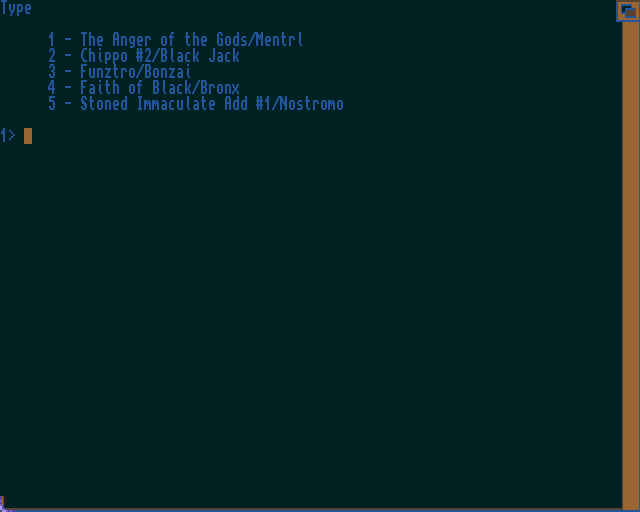 Type
1 - The Anger of the Gods/Mentrl
2 - Chippo #2/Black Jack
3 - Funztro/Bonzai
4 - Faith of Black/Bronx
5 - Stoned Immaculate Add #1/Nostromo
1>